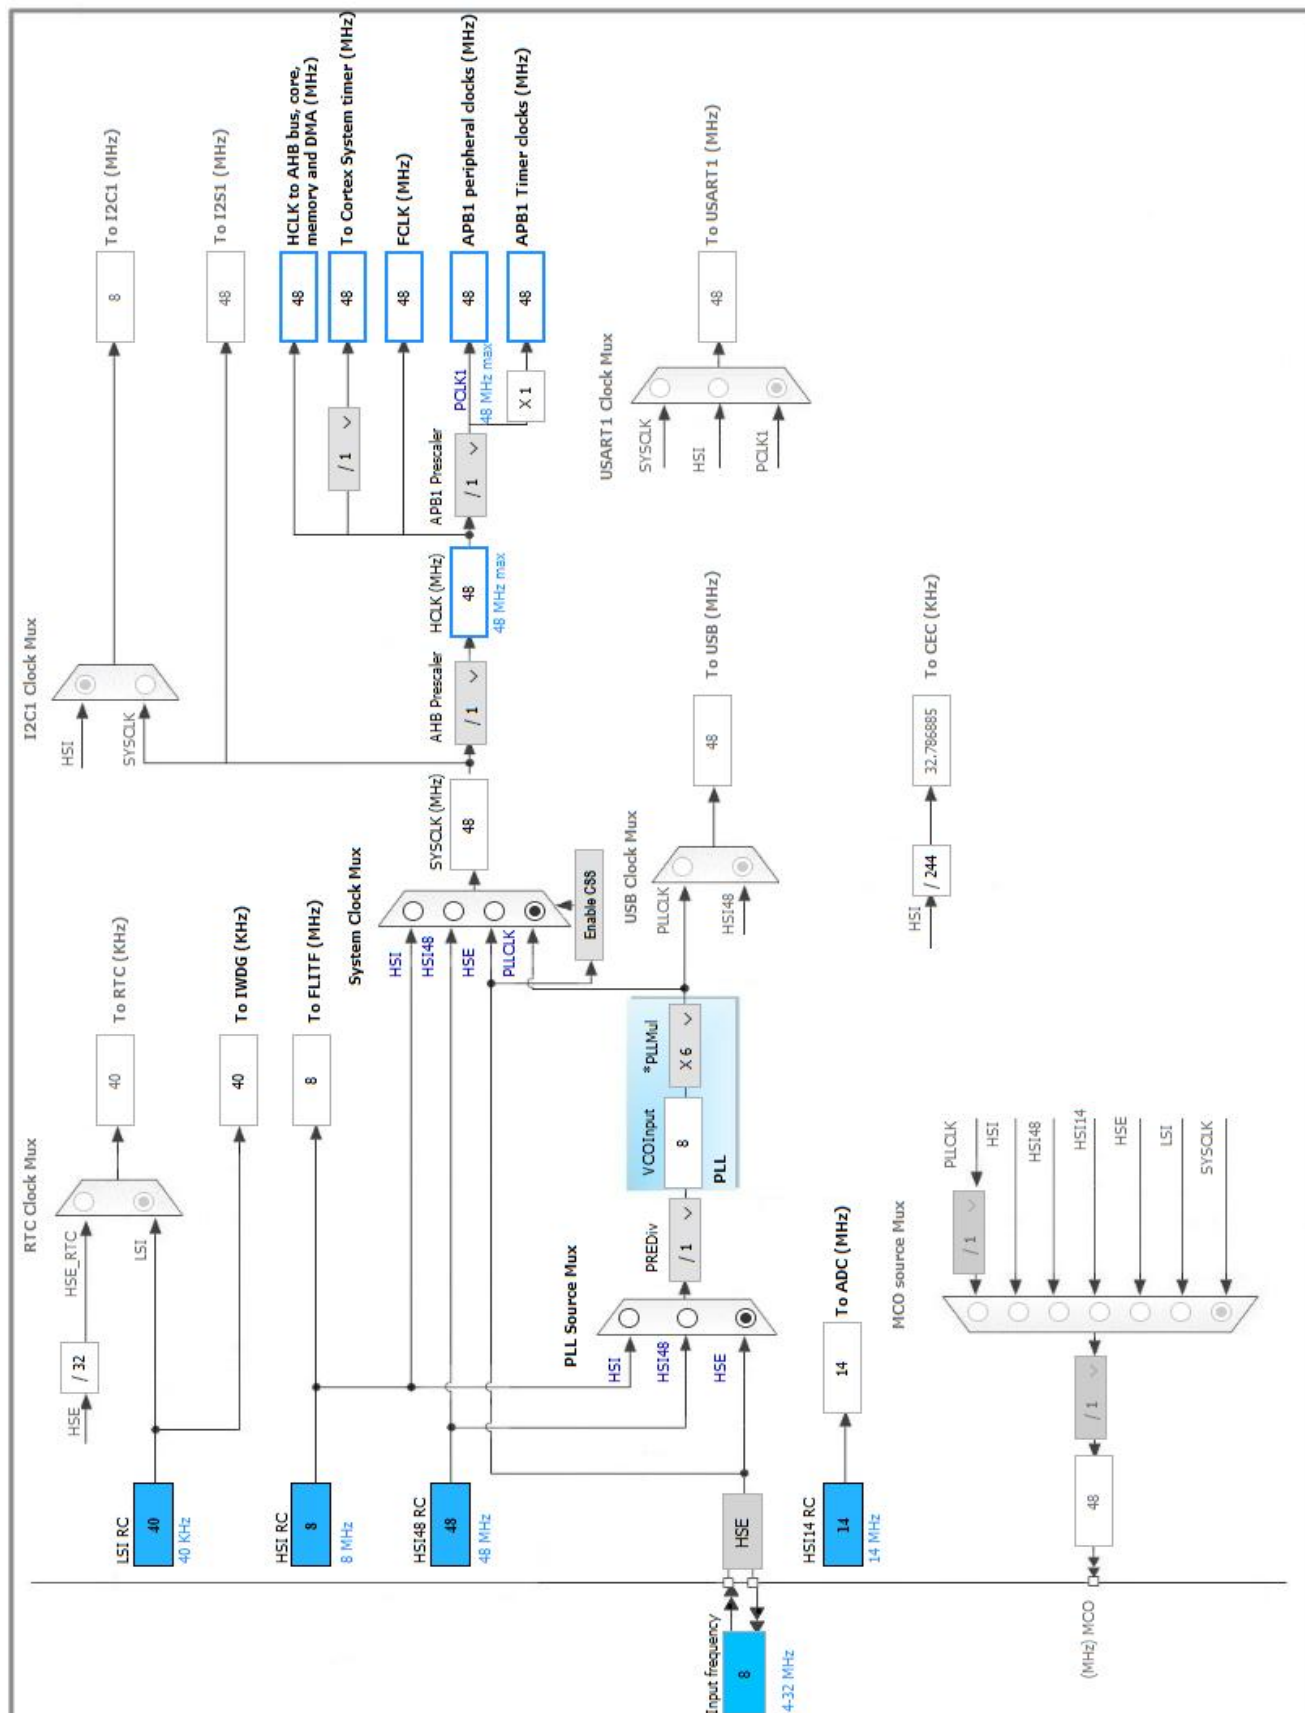 RTC Clock Mux
HSE
/ 32
HSE_RTC
LSI
40
To RTC (KHz)
LSI RC
40
40 KHz
40
To IWDG (KHz)
HSI RC
8
8 MHz
8
To FLITF (MHz)
HSI48 RC
48
48 MHz
I2C1 Clock Mux
HSI
SYSCLK
8
To I2C1 (MHz)
48
To I2S1 (MHz)
System Clock Mux
HSI
HSI48
HSE
PLLCLK
Enable CSS
SYSCLK (MHz)
48
AHB Prescaler
/ 1
HCLK (MHz)
48
48 MHz max
48
HCLK to AHB bus, core,
memory and DMA (MHz)
/ 1
48
To Cortex System timer (MHz)
48
FCLK (MHz)
APB1 Prescaler
/ 1
PCLK1
48 MHz max
48
APB1 peripheral clocks (MHz)
X 1
48
APB1 Timer clocks (MHz)
PLL Source Mux
HSI
HSI48
HSE
PREDiv
/ 1
VCOInput
8
*PLLMul
X 6
PLL
Input frequency
8
4-32 MHz
HSE
USB Clock Mux
PLLCLK
HSI48
48
To USB (MHz)
USART1 Clock Mux
SYSCLK
HSI
PCLK1
48
To USART1 (MHz)
HSI14 RC
14
14 MHz
14
To ADC (MHz)
HSI
/ 244
32.786885
To CEC (KHz)
MCO source Mux
PLLCLK
/ 1
HSI
HSI48
HSI14
HSE
LSI
SYSCLK
/ 1
48
(MHz) MCO